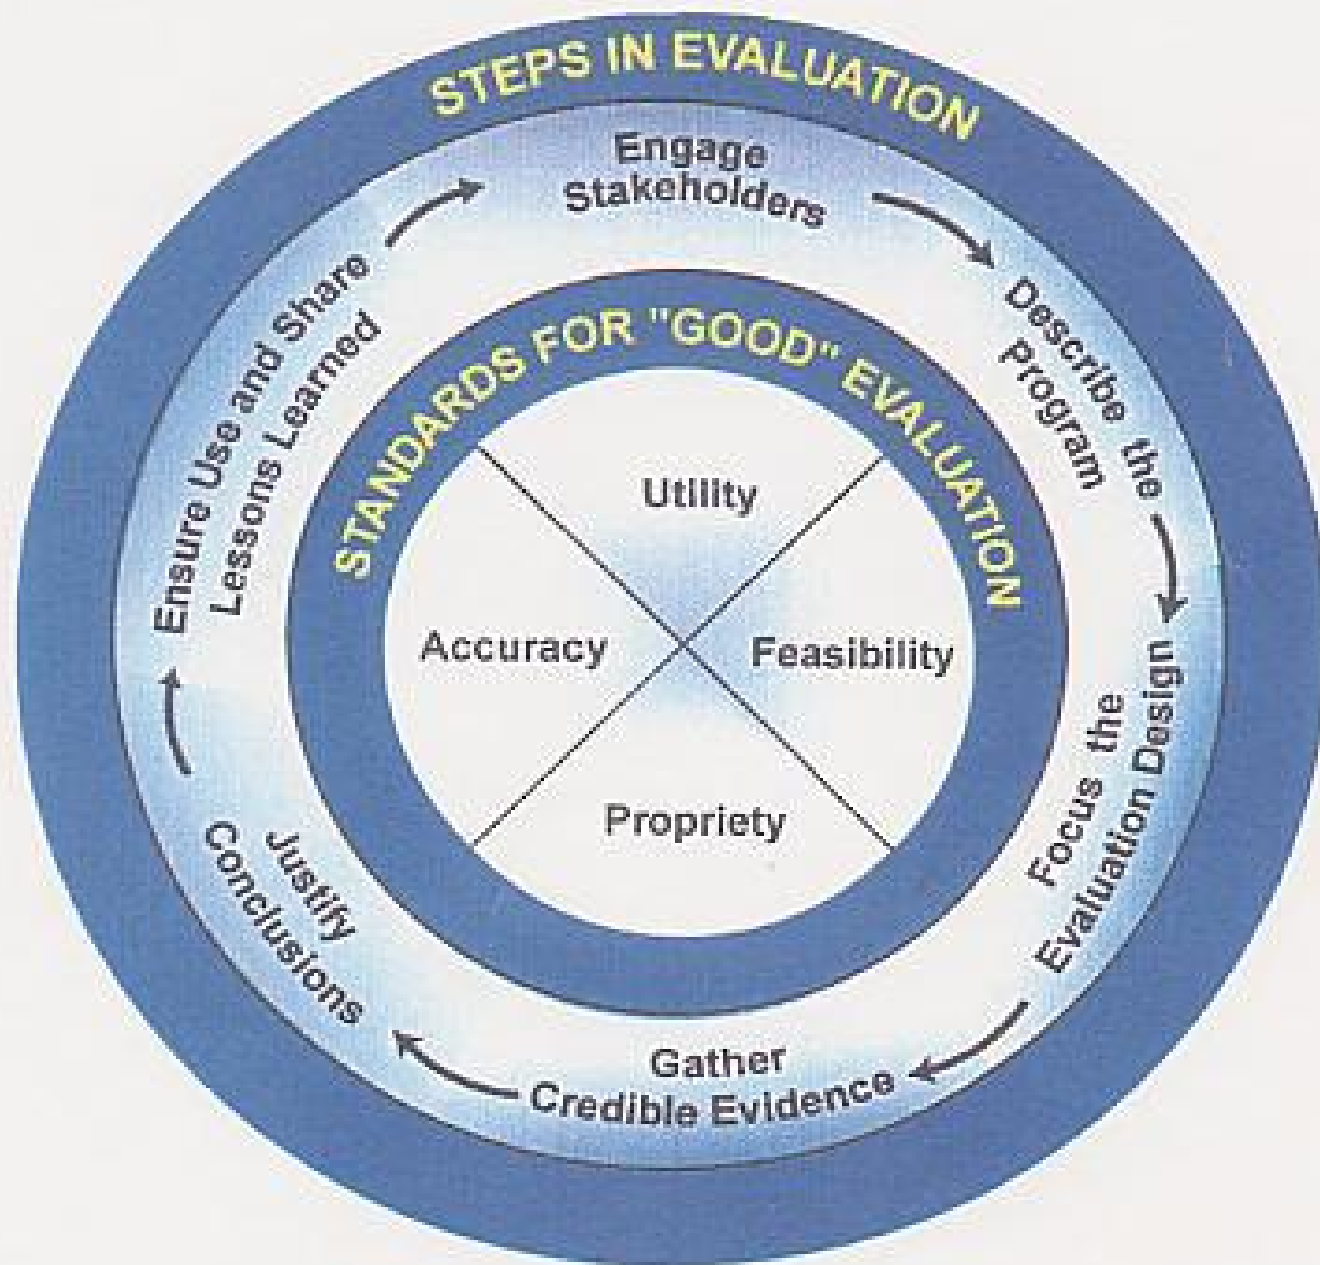 STEPS IN EVALUATION
Engage
Stakeholders
Describe the
Program
Focus the
Evaluation Design
Gather
Credible Evidence
Justify
Conclusions
Ensure Use and Share
Lessons Learned
STANDARDS FOR "GOOD" EVALUATION
Utility
Feasibility
Propriety
Accuracy